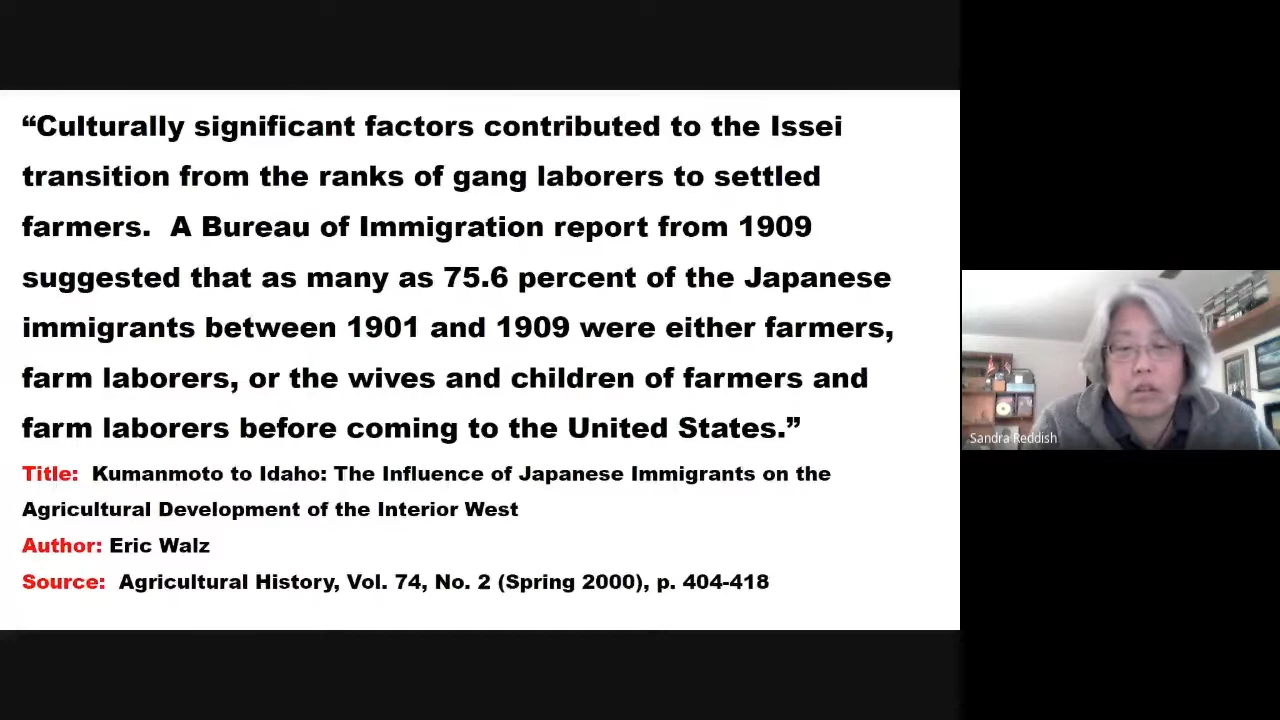 “Culturally significant factors contributed to the Issei
transition from the ranks of gang laborers to settled
farmers.  A Bureau of Immigration report from 1909
suggested that as many as 75.6 percent of the Japanese
immigrants between 1901 and 1909 were either farmers,
farm laborers, or the wives and children of farmers and
farm laborers before coming to the United States.”
Title:  Kumanmoto to Idaho: The Influence of Japanese Immigrants on the
Agricultural Development of the Interior West
Author: Eric Walz
Source:  Agricultural History, Vol. 74, No. 2 (Spring 2000), p. 404-418
Sandra Reddish